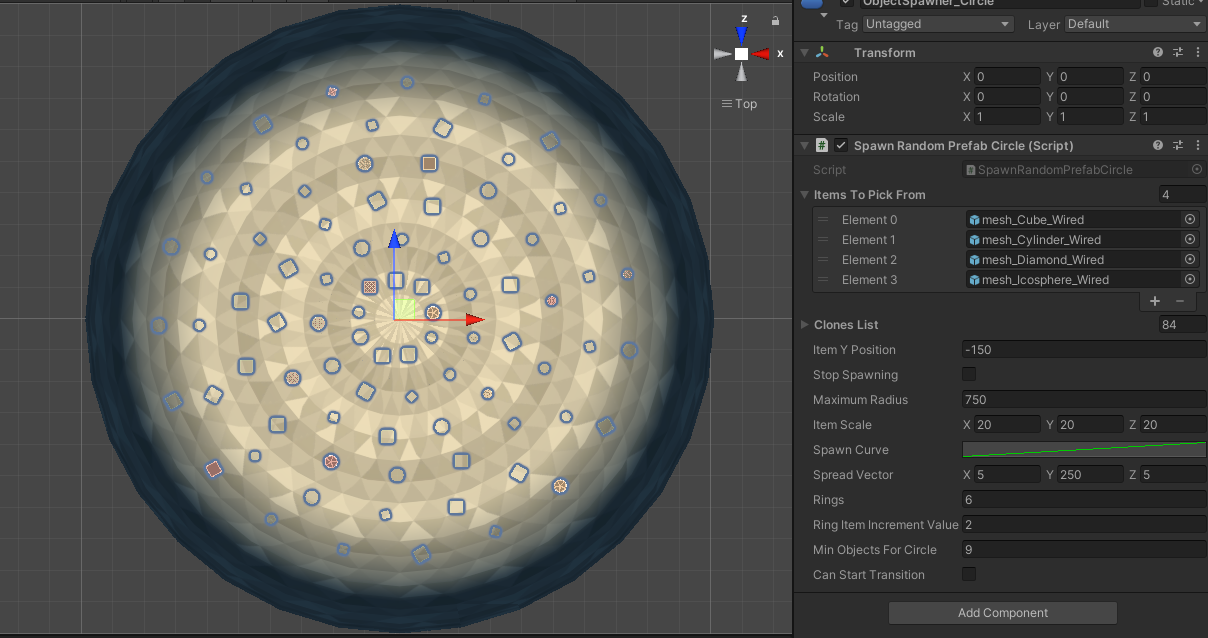 ObjectSpawner_Circle Static
Tag Untagged Layer Default
z
x
Top
Transform
Position X 0 Y 0 Z 0
Rotation X 0 Y 0 Z 0
Scale X 1 Y 1 Z 1
# Spawn Random Prefab Circle (Script)
Script SpawnRandomPrefabCircle
Items To Pick From 4
Element 0 mesh_Cube_Wired
Element 1 mesh_Cylinder_Wired
Element 2 mesh_Diamond_Wired
Element 3 mesh_Icosphere_Wired
+ −
Clones List 84
Item Y Position -150
Stop Spawning
Maximum Radius 750
Item Scale X 20 Y 20 Z 20
Spawn Curve
Spread Vector X 5 Y 250 Z 5
Rings 6
Ring Item Increment Value 2
Min Objects For Circle 9
Can Start Transition
Add Component